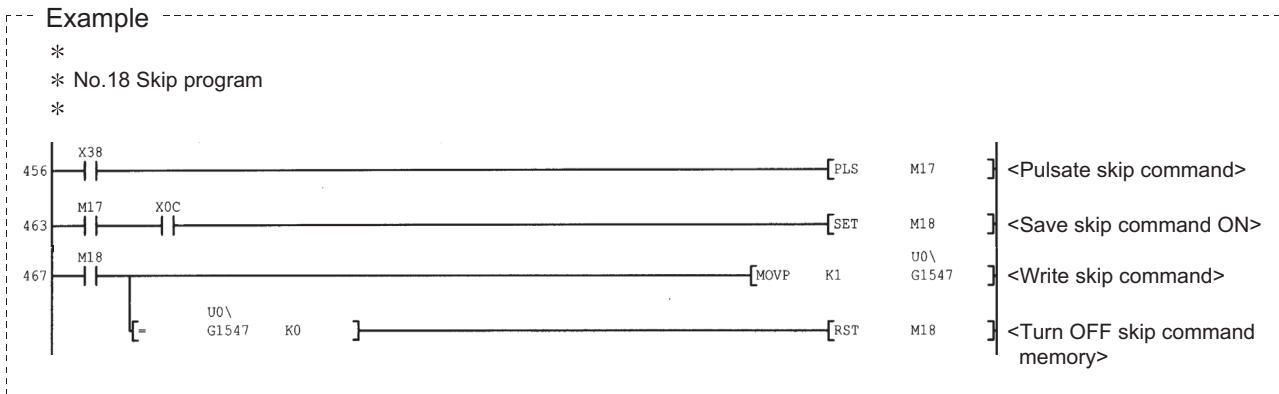 Example
*
* No.18 Skip program
*
X38
456 [PLS M17 ] <Pulsate skip command>
M17 X0C
463 [SET M18 ] <Save skip command ON>
M18 U0\
467 [MOVP K1 G1547 ] <Write skip command>
U0\
[= G1547 K0 ] [RST M18 ] <Turn OFF skip command
memory>